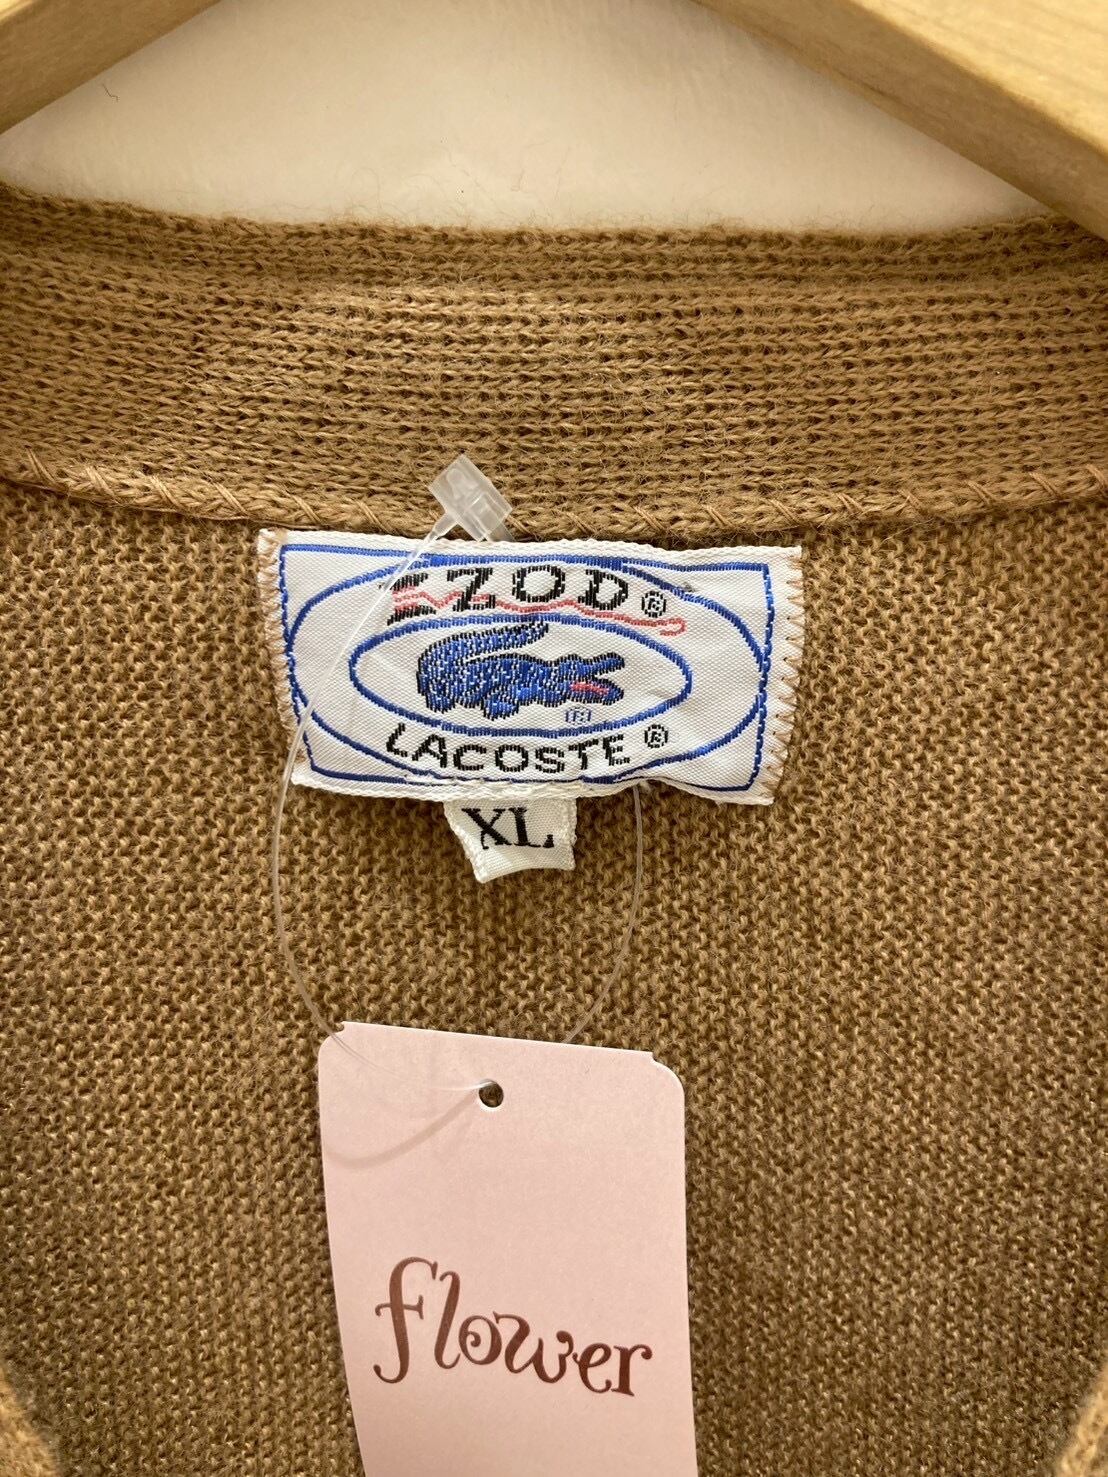 IZOD®
®
LACOSTE®
XL
flower